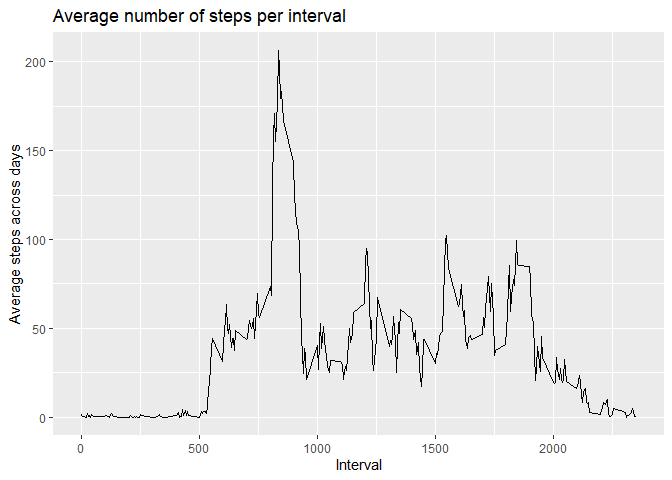 Average number of steps per interval
Average steps across days
200
150
100
50
0
0 500 1000 1500 2000
Interval